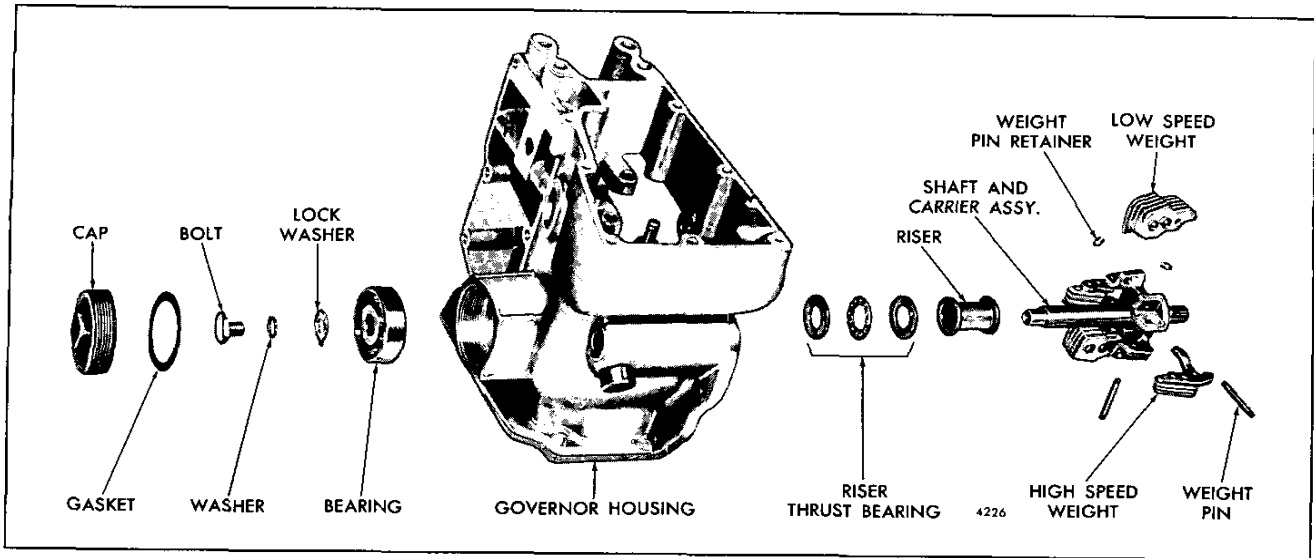 WEIGHT
PIN RETAINER
LOW SPEED
WEIGHT
SHAFT AND
CARRIER ASSY.
RISER
LOCK
WASHER
CAP
BOLT
GASKET
WASHER
BEARING
GOVERNOR HOUSING
RISER
THRUST BEARING
4226
HIGH SPEED
WEIGHT
WEIGHT
PIN